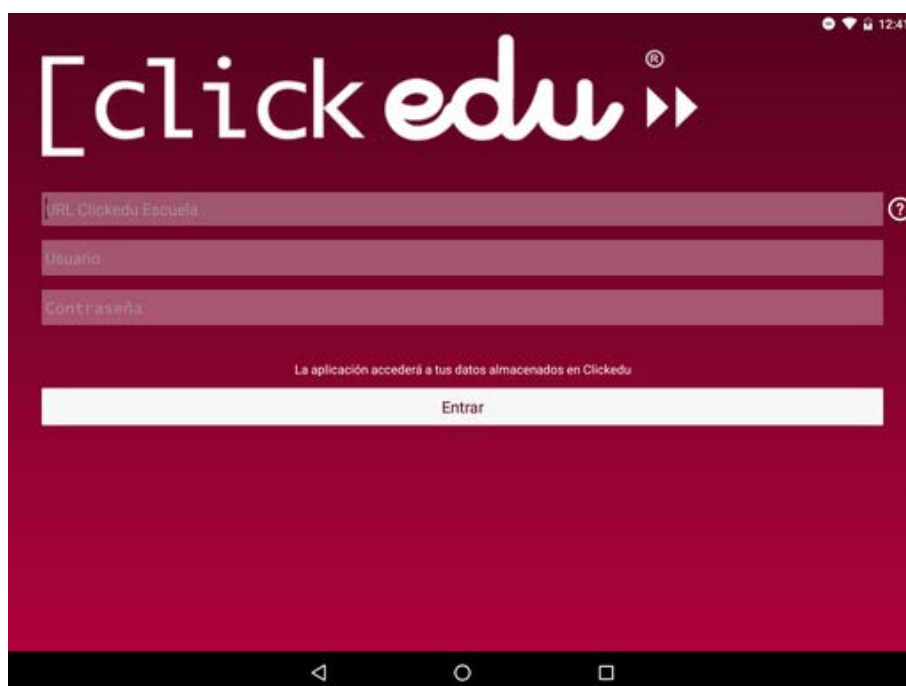 12:41
[click edu ®
URL Clickedu Escuela
?
Usuario
Contraseña
La aplicación accederá a tus datos almacenados en Clickedu
Entrar